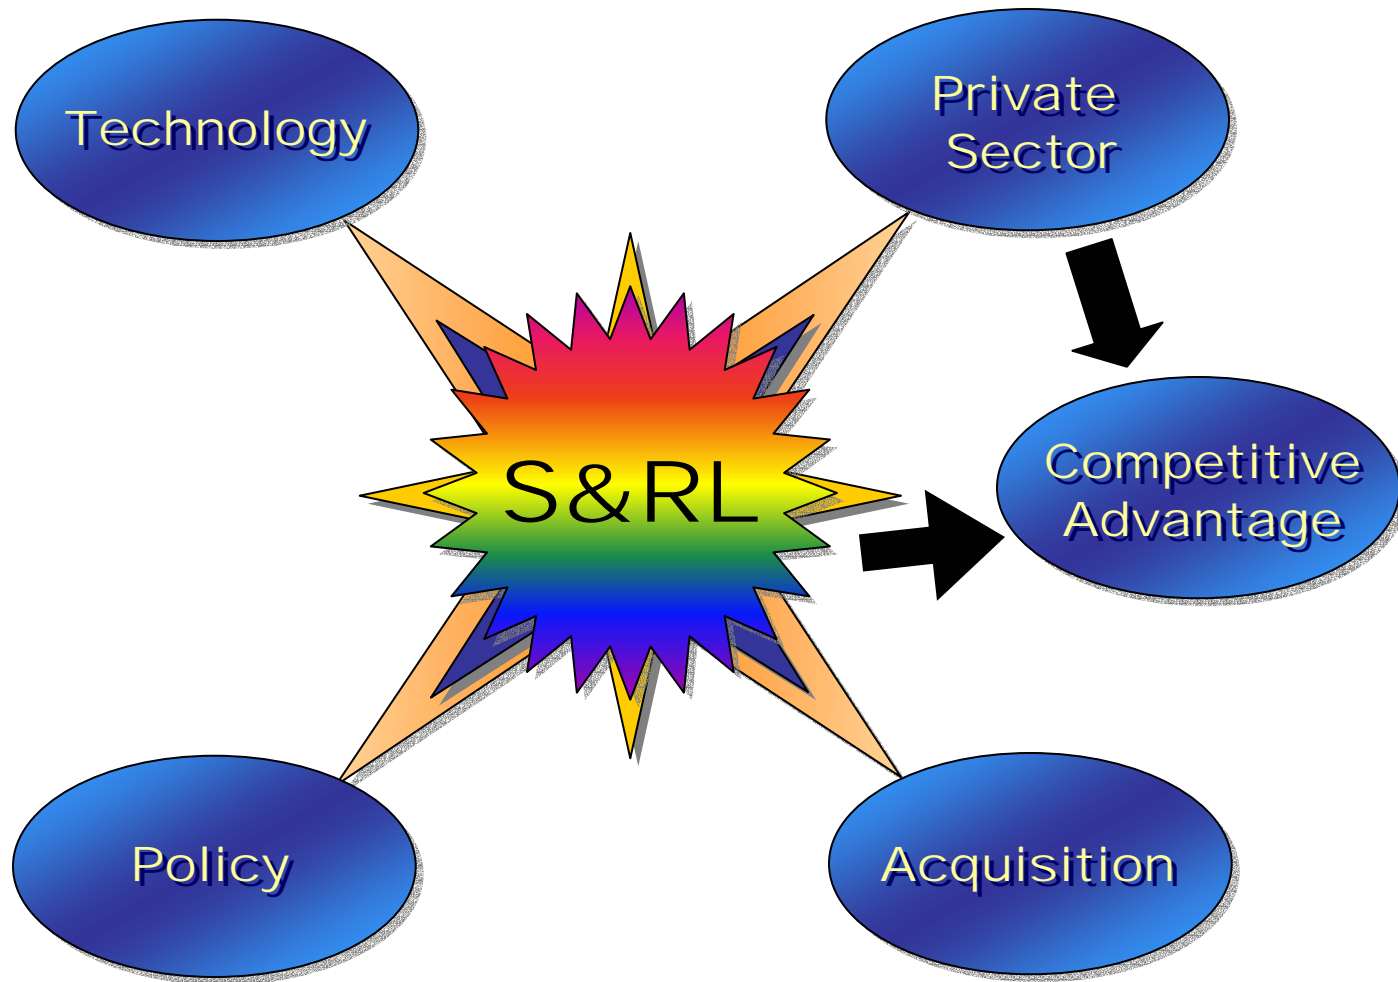 Technology
Private
Sector
S&RL
Competitive
Advantage
Policy
Acquisition